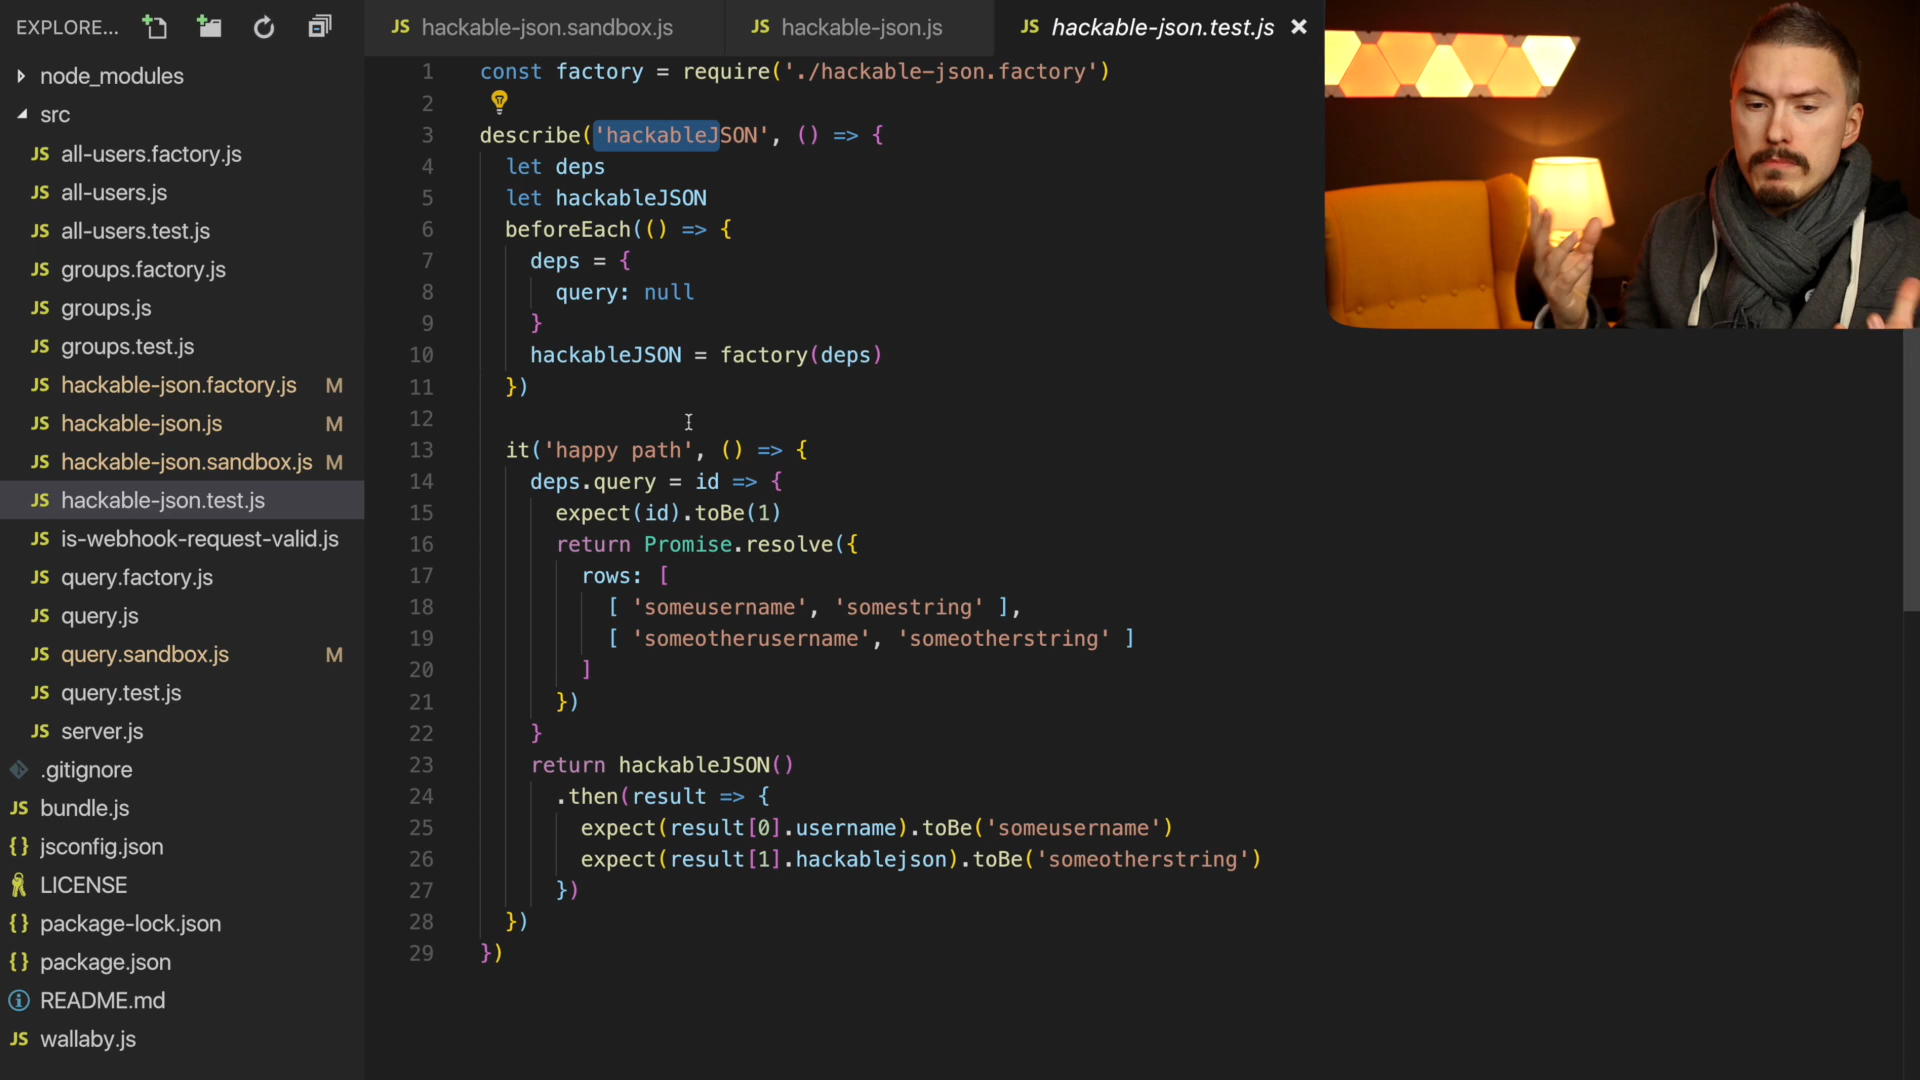 EXPLORE...
JS hackable-json.sandbox.js
JS hackable-json.js
JS hackable-json.test.js
node_modules
src
JS all-users.factory.js
JS all-users.js
JS all-users.test.js
JS groups.factory.js
JS groups.js
JS groups.test.js
JS hackable-json.factory.js M
JS hackable-json.js M
JS hackable-json.sandbox.js M
JS hackable-json.test.js
JS is-webhook-request-valid.js
JS query.factory.js
JS query.js
JS query.sandbox.js M
JS query.test.js
JS server.js
.gitignore
JS bundle.js
{} jsconfig.json
LICENSE
{} package-lock.json
{} package.json
README.md
JS wallaby.js
1 const factory = require('./hackable-json.factory')
2
3 describe('hackableJSON', () => {
4 let deps
5 let hackableJSON
6 beforeEach(() => {
7 deps = {
8 query: null
9 }
10 hackableJSON = factory(deps)
11 })
12
13 it('happy path', () => {
14 deps.query = id => {
15 expect(id).toBe(1)
16 return Promise.resolve({
17 rows: [
18 [ 'someusername', 'somestring' ],
19 [ 'someotherusername', 'someotherstring' ]
20 ]
21 })
22 }
23 return hackableJSON()
24 .then(result => {
25 expect(result[0].username).toBe('someusername')
26 expect(result[1].hackablejson).toBe('someotherstring')
27 })
28 })
29 })